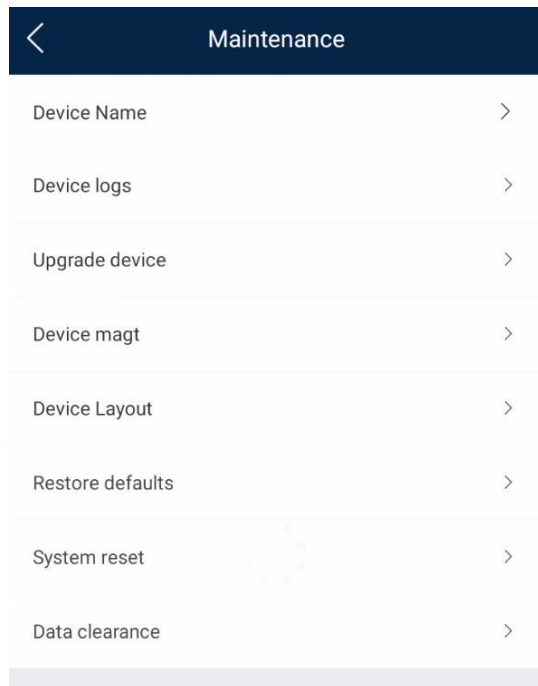 Maintenance
Device Name
Device logs
Upgrade device
Device magt
Device Layout
Restore defaults
System reset
Data clearance